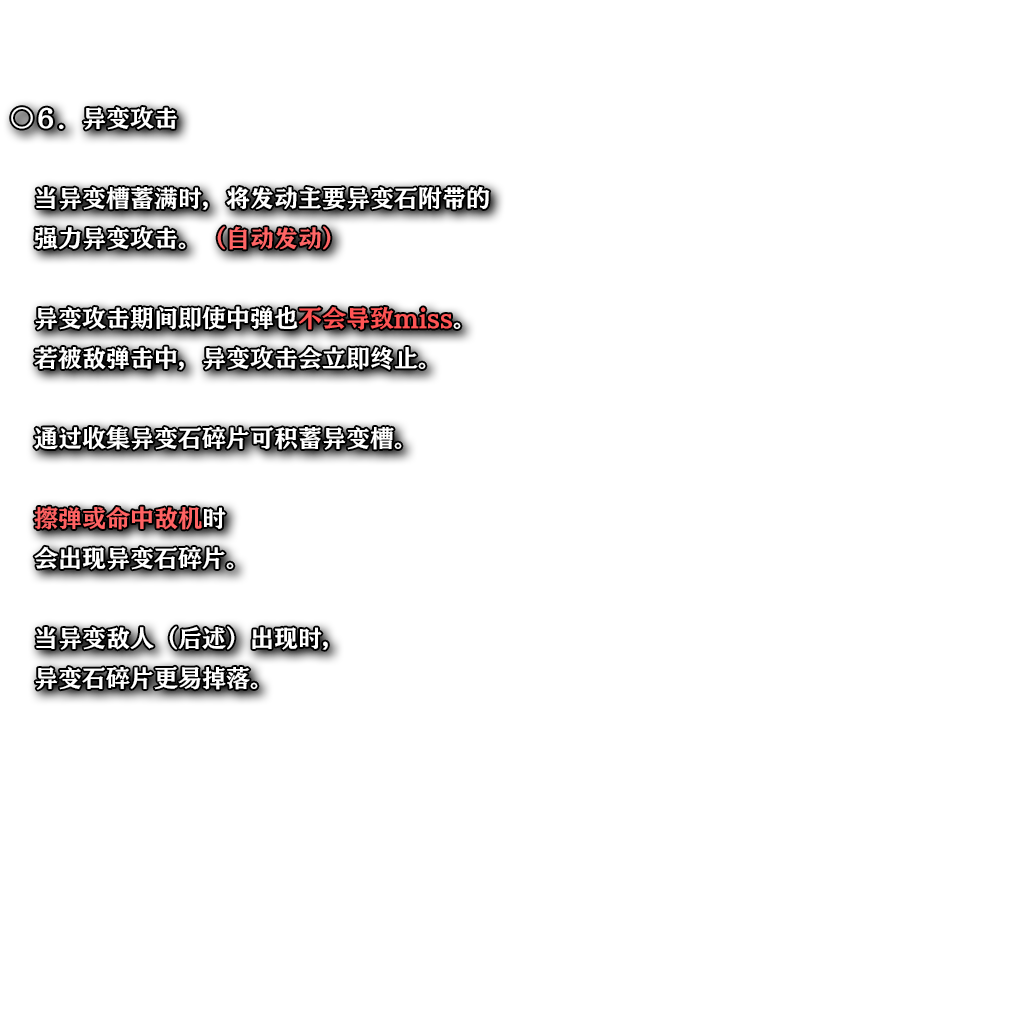 ◎6．异变攻击
当异变槽蓄满时，将发动主要异变石附带的
强力异变攻击。（自动发动）
异变攻击期间即使中弹也不会导致miss。
若被敌弹击中，异变攻击会立即终止。
通过收集异变石碎片可积蓄异变槽。
擦弹或命中敌机时
会出现异变石碎片。
当异变敌人（后述）出现时，
异变石碎片更易掉落。